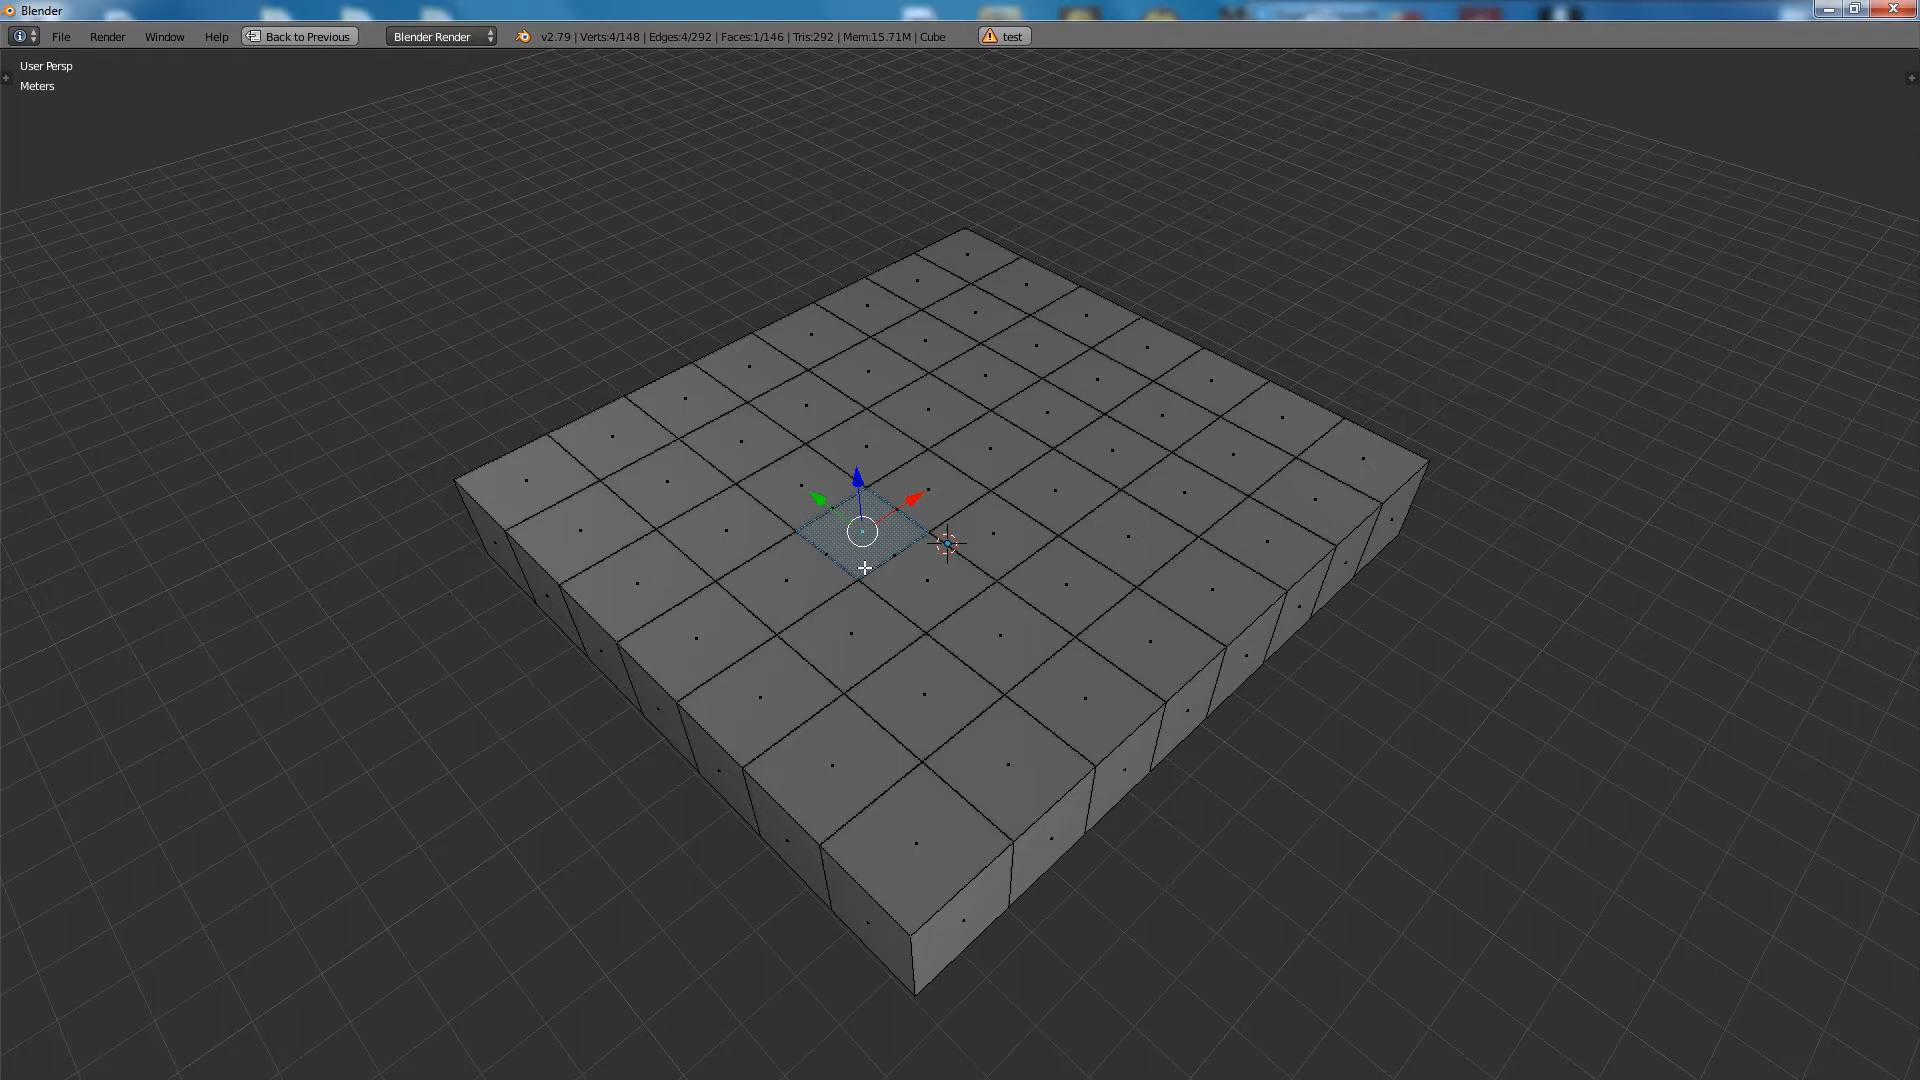 Blender
File Render Window Help Back to Previous Blender Render v2.79 | Verts:4/148 | Edges:4/292 | Faces:1/146 | Tris:292 | Mem:15.71M | Cube test
User Persp
Meters